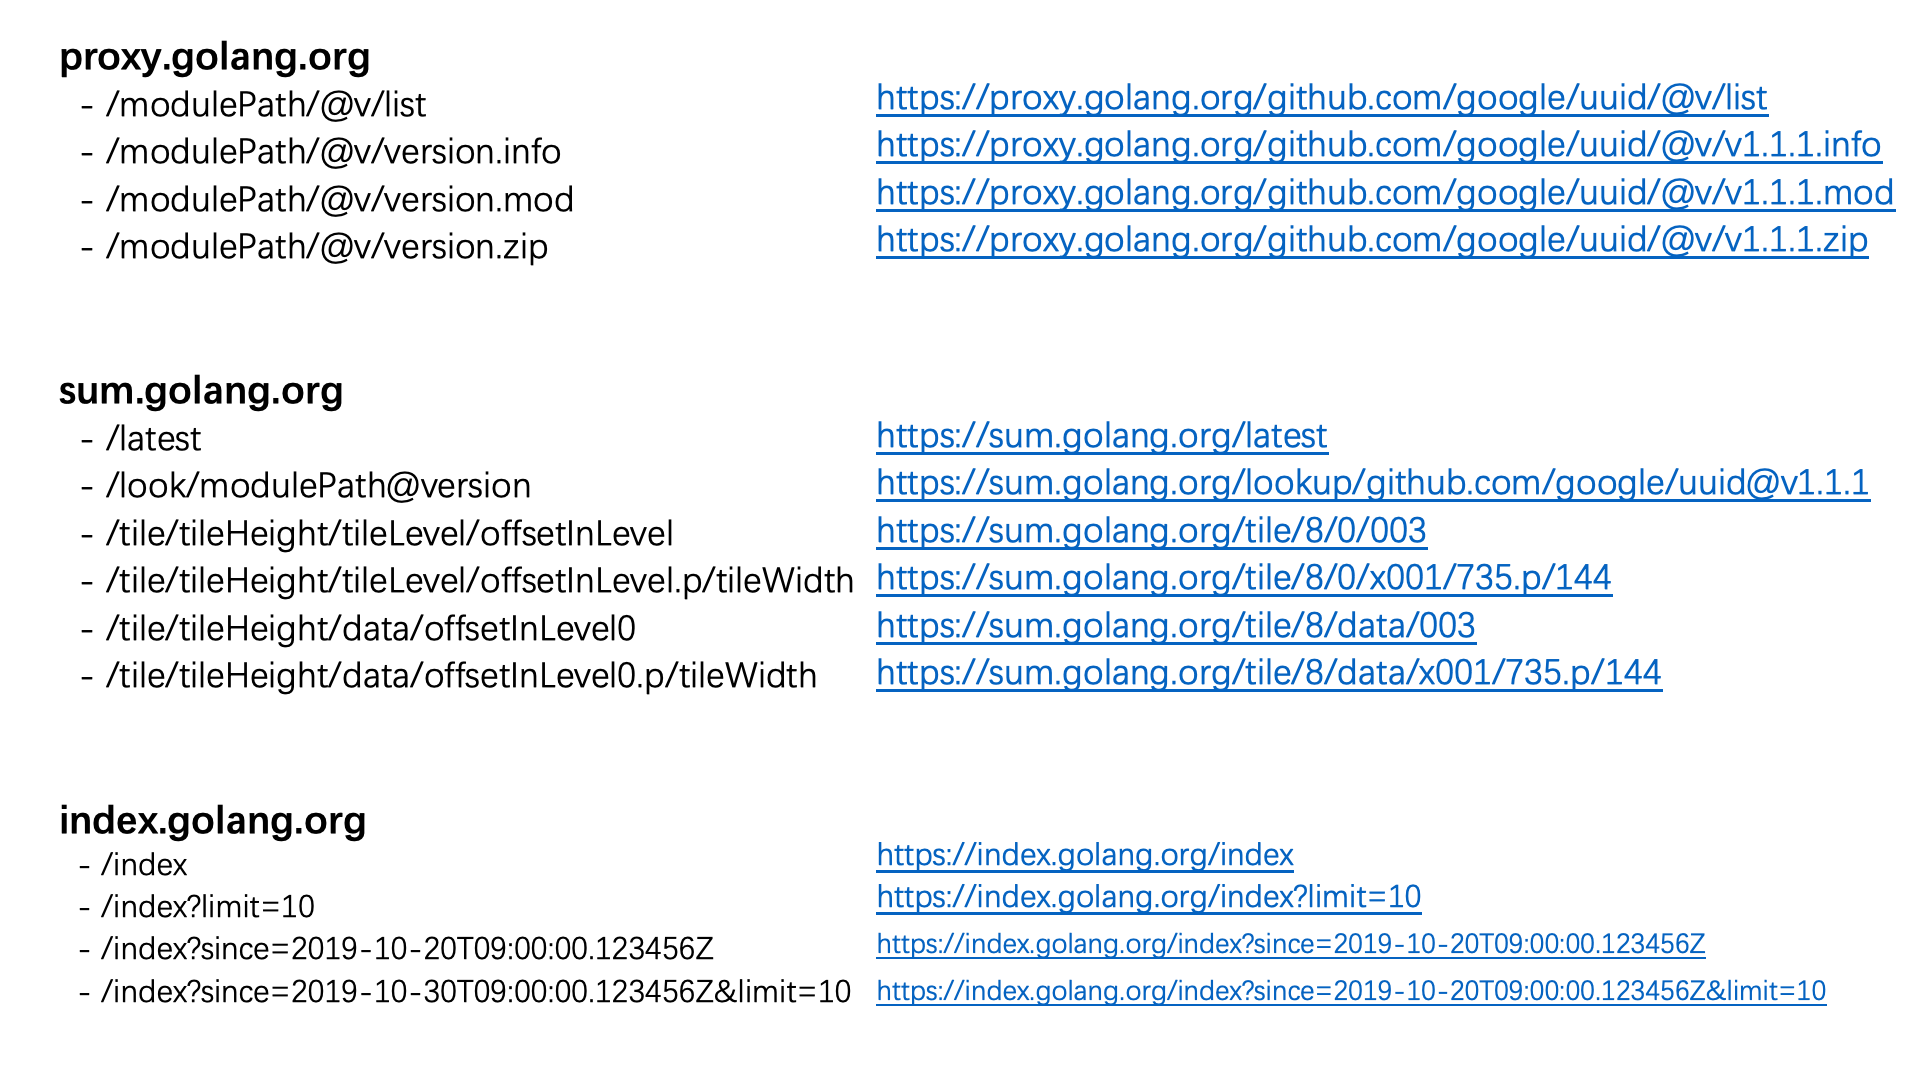 proxy.golang.org
- /modulePath/@v/list https://proxy.golang.org/github.com/google/uuid/@v/list
- /modulePath/@v/version.info https://proxy.golang.org/github.com/google/uuid/@v/v1.1.1.info
- /modulePath/@v/version.mod https://proxy.golang.org/github.com/google/uuid/@v/v1.1.1.mod
- /modulePath/@v/version.zip https://proxy.golang.org/github.com/google/uuid/@v/v1.1.1.zip
sum.golang.org
- /latest https://sum.golang.org/latest
- /look/modulePath@version https://sum.golang.org/lookup/github.com/google/uuid@v1.1.1
- /tile/tileHeight/tileLevel/offsetInLevel https://sum.golang.org/tile/8/0/003
- /tile/tileHeight/tileLevel/offsetInLevel.p/tileWidth https://sum.golang.org/tile/8/0/x001/735.p/144
- /tile/tileHeight/data/offsetInLevel0 https://sum.golang.org/tile/8/data/003
- /tile/tileHeight/data/offsetInLevel0.p/tileWidth https://sum.golang.org/tile/8/data/x001/735.p/144
index.golang.org
- /index https://index.golang.org/index
- /index?limit=10 https://index.golang.org/index?limit=10
- /index?since=2019-10-20T09:00:00.123456Z https://index.golang.org/index?since=2019-10-20T09:00:00.123456Z
- /index?since=2019-10-30T09:00:00.123456Z&limit=10 https://index.golang.org/index?since=2019-10-20T09:00:00.123456Z&limit=10